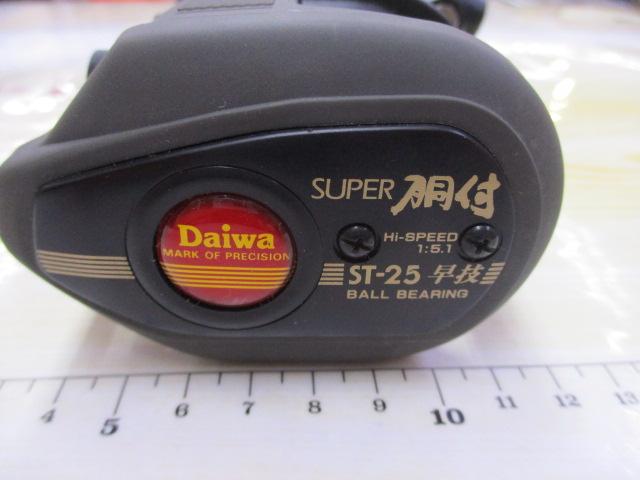 SUPER 胴付
Daiwa
MARK OF PRECISION
Hi-SPEED
1:5.1
ST-25 早技
BALL BEARING
4 5 6 7 8 9 10 11 12 13